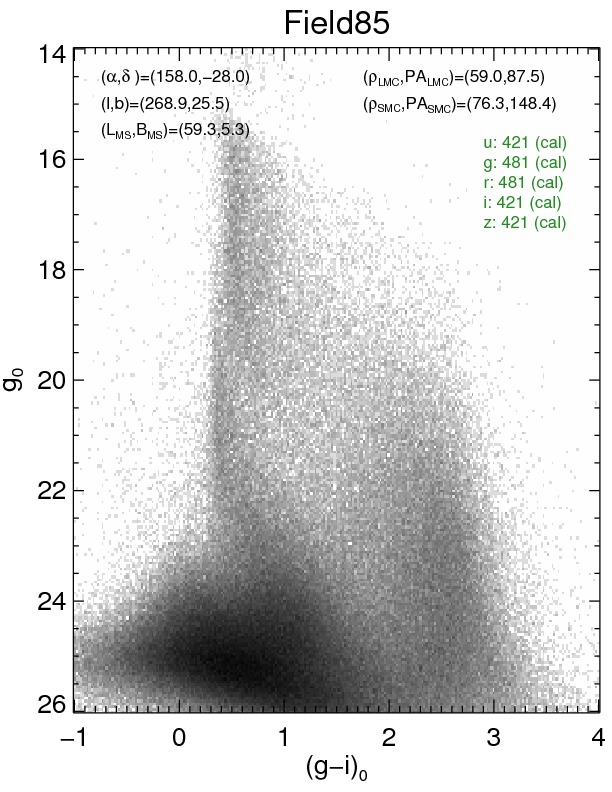 Field85
(α,δ)=(158.0,−28.0)
(ρLMC,PALMC)=(59.0,87.5)
(l,b)=(268.9,25.5)
(ρSMC,PASMC)=(76.3,148.4)
(LMS,BMS)=(59.3,5.3)
u: 421 (cal)
g: 481 (cal)
r: 481 (cal)
i: 421 (cal)
z: 421 (cal)
14
16
18
20
22
24
26
g0
−1 0 1 2 3 4
(g−i)0